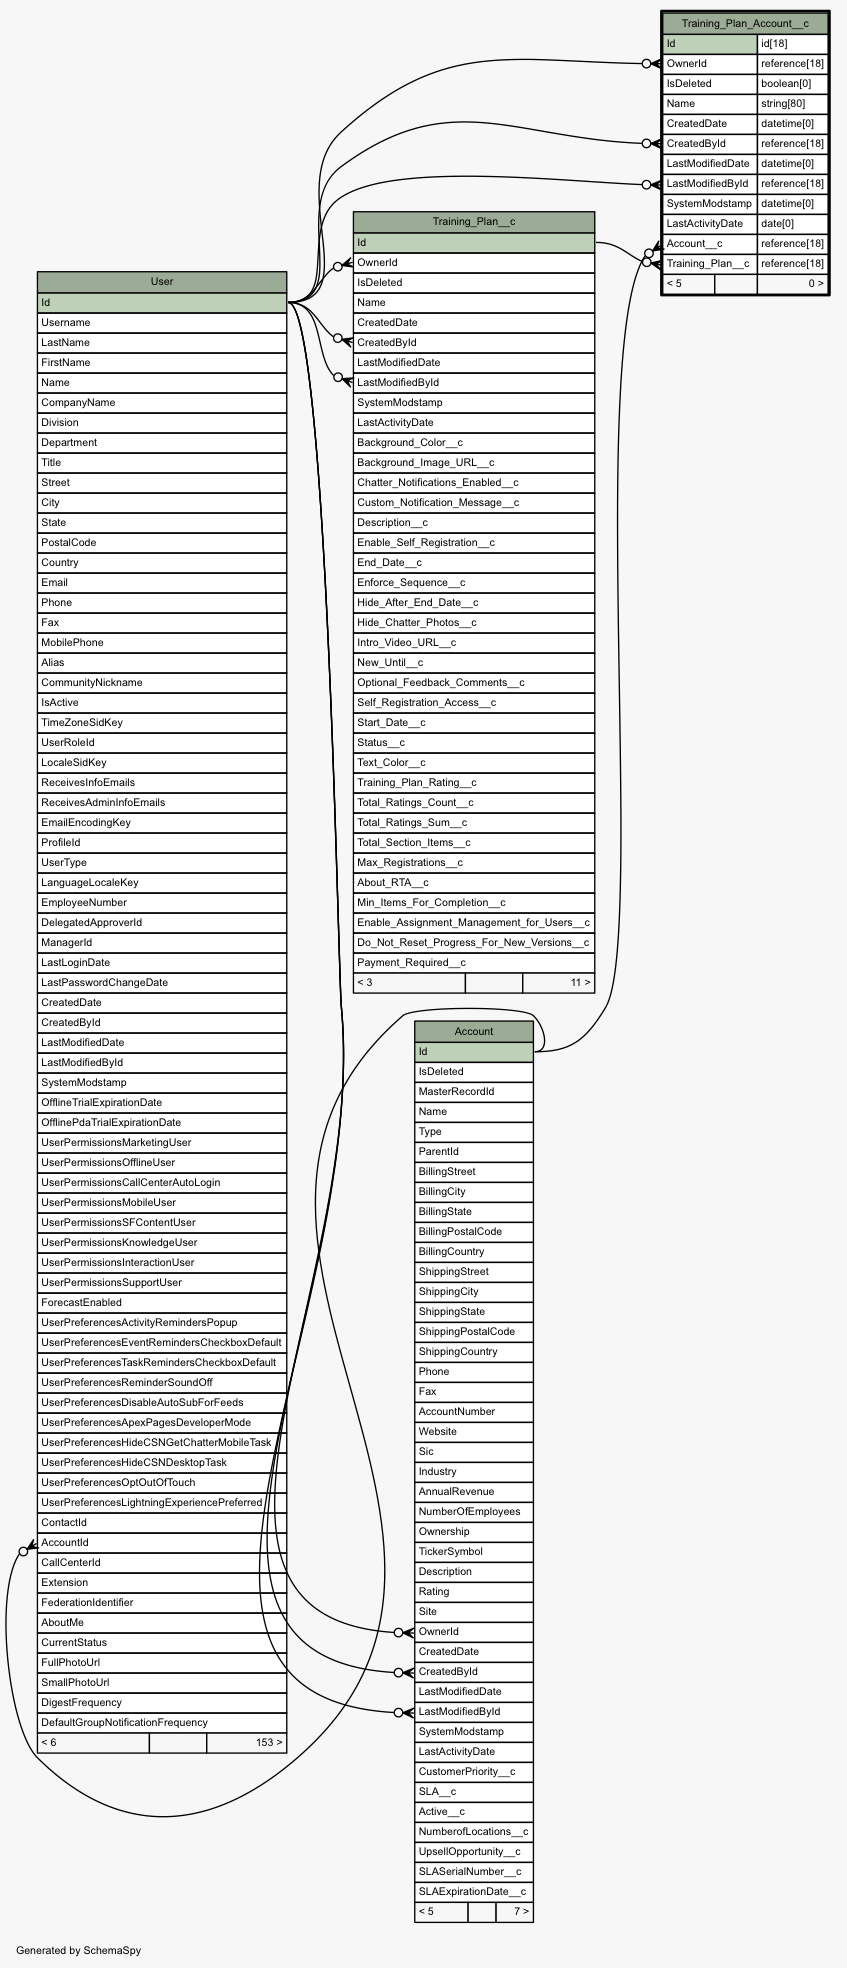 Training_Plan_Account__c
Id id[18]
OwnerId reference[18]
IsDeleted boolean[0]
Name string[80]
CreatedDate datetime[0]
CreatedById reference[18]
LastModifiedDate datetime[0]
LastModifiedById reference[18]
SystemModstamp datetime[0]
LastActivityDate date[0]
Account__c reference[18]
Training_Plan__c reference[18]
< 5 0 >
Training_Plan__c
Id
OwnerId
IsDeleted
Name
CreatedDate
CreatedById
LastModifiedDate
LastModifiedById
SystemModstamp
LastActivityDate
Background_Color__c
Background_Image_URL__c
Chatter_Notifications_Enabled__c
Custom_Notification_Message__c
Description__c
Enable_Self_Registration__c
End_Date__c
Enforce_Sequence__c
Hide_After_End_Date__c
Hide_Chatter_Photos__c
Intro_Video_URL__c
New_Until__c
Optional_Feedback_Comments__c
Self_Registration_Access__c
Start_Date__c
Status__c
Text_Color__c
Training_Plan_Rating__c
Total_Ratings_Count__c
Total_Ratings_Sum__c
Total_Section_Items__c
Max_Registrations__c
About_RTA__c
Min_Items_For_Completion__c
Enable_Assignment_Management_for_Users__c
Do_Not_Reset_Progress_For_New_Versions__c
Payment_Required__c
< 3 11 >
User
Id
Username
LastName
FirstName
Name
CompanyName
Division
Department
Title
Street
City
State
PostalCode
Country
Email
Phone
Fax
MobilePhone
Alias
CommunityNickname
IsActive
TimeZoneSidKey
UserRoleId
LocaleSidKey
ReceivesInfoEmails
ReceivesAdminInfoEmails
EmailEncodingKey
ProfileId
UserType
LanguageLocaleKey
EmployeeNumber
DelegatedApproverId
ManagerId
LastLoginDate
LastPasswordChangeDate
CreatedDate
CreatedById
LastModifiedDate
LastModifiedById
SystemModstamp
OfflineTrialExpirationDate
OfflinePdaTrialExpirationDate
UserPermissionsMarketingUser
UserPermissionsOfflineUser
UserPermissionsCallCenterAutoLogin
UserPermissionsMobileUser
UserPermissionsSFContentUser
UserPermissionsKnowledgeUser
UserPermissionsInteractionUser
UserPermissionsSupportUser
ForecastEnabled
UserPreferencesActivityRemindersPopup
UserPreferencesEventRemindersCheckboxDefault
UserPreferencesTaskRemindersCheckboxDefault
UserPreferencesReminderSoundOff
UserPreferencesDisableAutoSubForFeeds
UserPreferencesApexPagesDeveloperMode
UserPreferencesHideCSNGetChatterMobileTask
UserPreferencesHideCSNDesktopTask
UserPreferencesOptOutOfTouch
UserPreferencesLightningExperiencePreferred
ContactId
AccountId
CallCenterId
Extension
FederationIdentifier
AboutMe
CurrentStatus
FullPhotoUrl
SmallPhotoUrl
DigestFrequency
DefaultGroupNotificationFrequency
< 6 153 >
Account
Id
IsDeleted
MasterRecordId
Name
Type
ParentId
BillingStreet
BillingCity
BillingState
BillingPostalCode
BillingCountry
ShippingStreet
ShippingCity
ShippingState
ShippingPostalCode
ShippingCountry
Phone
Fax
AccountNumber
Website
Sic
Industry
AnnualRevenue
NumberOfEmployees
Ownership
TickerSymbol
Description
Rating
Site
OwnerId
CreatedDate
CreatedById
LastModifiedDate
LastModifiedById
SystemModstamp
LastActivityDate
CustomerPriority__c
SLA__c
Active__c
NumberofLocations__c
UpsellOpportunity__c
SLASerialNumber__c
SLAExpirationDate__c
< 5 7 >
Generated by SchemaSpy